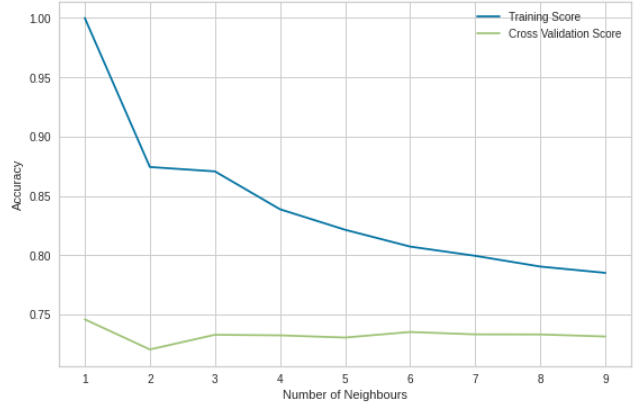 Training Score
Cross Validation Score
1.00
0.95
0.90
0.85
0.80
0.75
Accuracy
1 2 3 4 5 6 7 8 9
Number of Neighbours